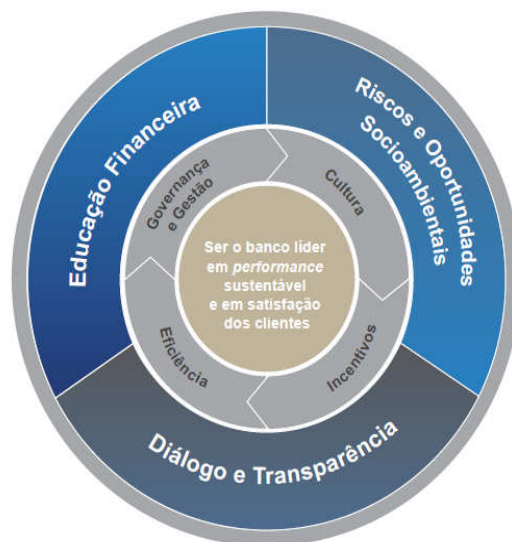 Educação Financeira
Riscos e Oportunidades
Socioambientais
Governança
e Gestão
Cultura
Ser o banco líder
em performance
sustentável
e em satisfação
dos clientes
Eficiência
Incentivos
Diálogo e Transparência